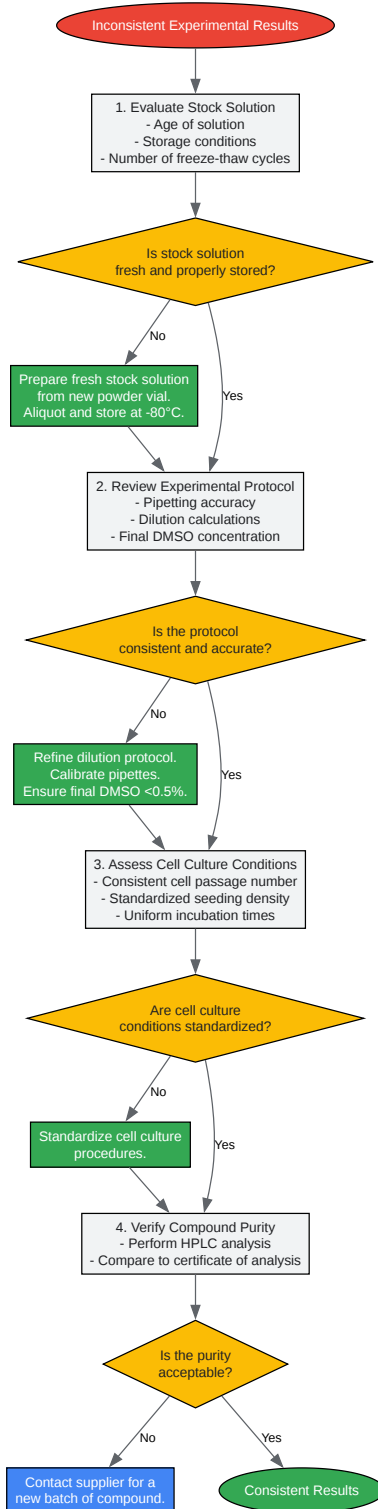 Inconsistent Experimental Results
1. Evaluate Stock Solution
- Age of solution
- Storage conditions
- Number of freeze-thaw cycles
Is stock solution
fresh and properly stored?
No
Yes
Prepare fresh stock solution
from new powder vial.
Aliquot and store at -80°C.
2. Review Experimental Protocol
- Pipetting accuracy
- Dilution calculations
- Final DMSO concentration
Is the protocol
consistent and accurate?
No
Yes
Refine dilution protocol.
Calibrate pipettes.
Ensure final DMSO <0.5%.
3. Assess Cell Culture Conditions
- Consistent cell passage number
- Standardized seeding density
- Uniform incubation times
Are cell culture
conditions standardized?
No
Yes
Standardize cell culture
procedures.
4. Verify Compound Purity
- Perform HPLC analysis
- Compare to certificate of analysis
Is the purity
acceptable?
No
Yes
Contact supplier for a
new batch of compound.
Consistent Results